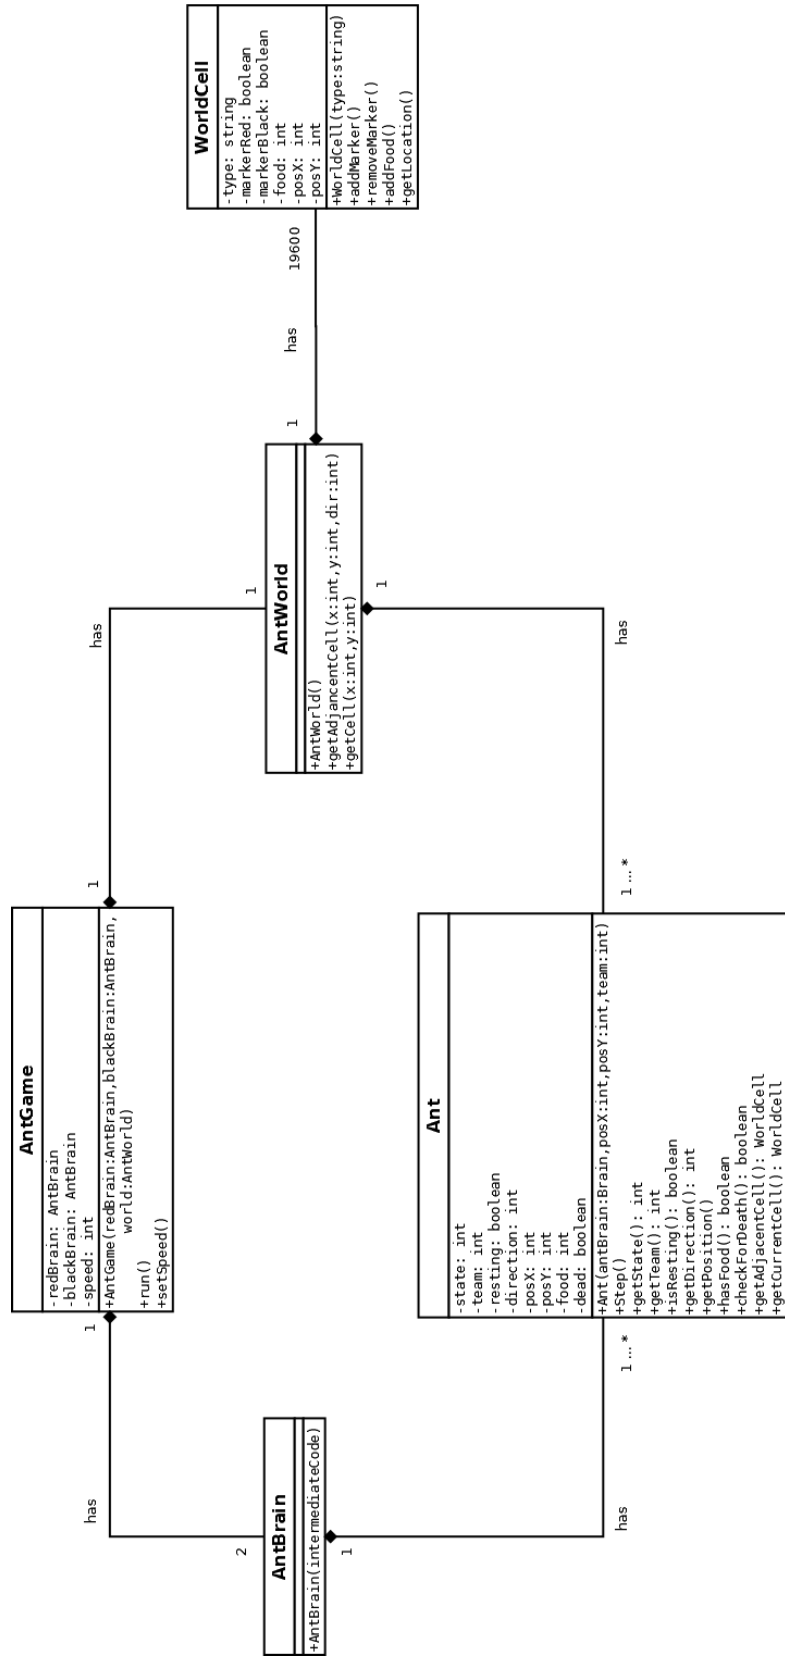 AntGame
-redBrain: AntBrain
-blackBrain: AntBrain
-speed: int
+AntGame(redBrain:AntBrain,blackBrain:AntBrain,
world:AntWorld)
+run()
+setSpeed()
1
has
2
1
has
1
AntBrain
+AntBrain(intermediateCode)
1
has
1 ... *
AntWorld
+AntWorld()
+getAdjancentCell(x:int,y:int,dir:int)
+getCell(x:int,y:int)
1
has
19600
1
has
1 ... *
WorldCell
-type: string
-markerRed: boolean
-markerBlack: boolean
-food: int
-posX: int
-posY: int
+WorldCell(type:string)
+addMarker()
+removeMarker()
+addFood()
+getLocation()
Ant
-state: int
-team: int
-resting: boolean
-direction: int
-posX: int
-posY: int
-food: int
-dead: boolean
+Ant(antBrain:Brain,posX:int,posY:int,team:int)
+Step()
+getState(): int
+getTeam(): int
+isResting(): boolean
+getDirection(): int
+getPosition()
+hasFood(): boolean
+checkForDeath(): boolean
+getAdjacentCell(): WorldCell
+getCurrentCell(): WorldCell